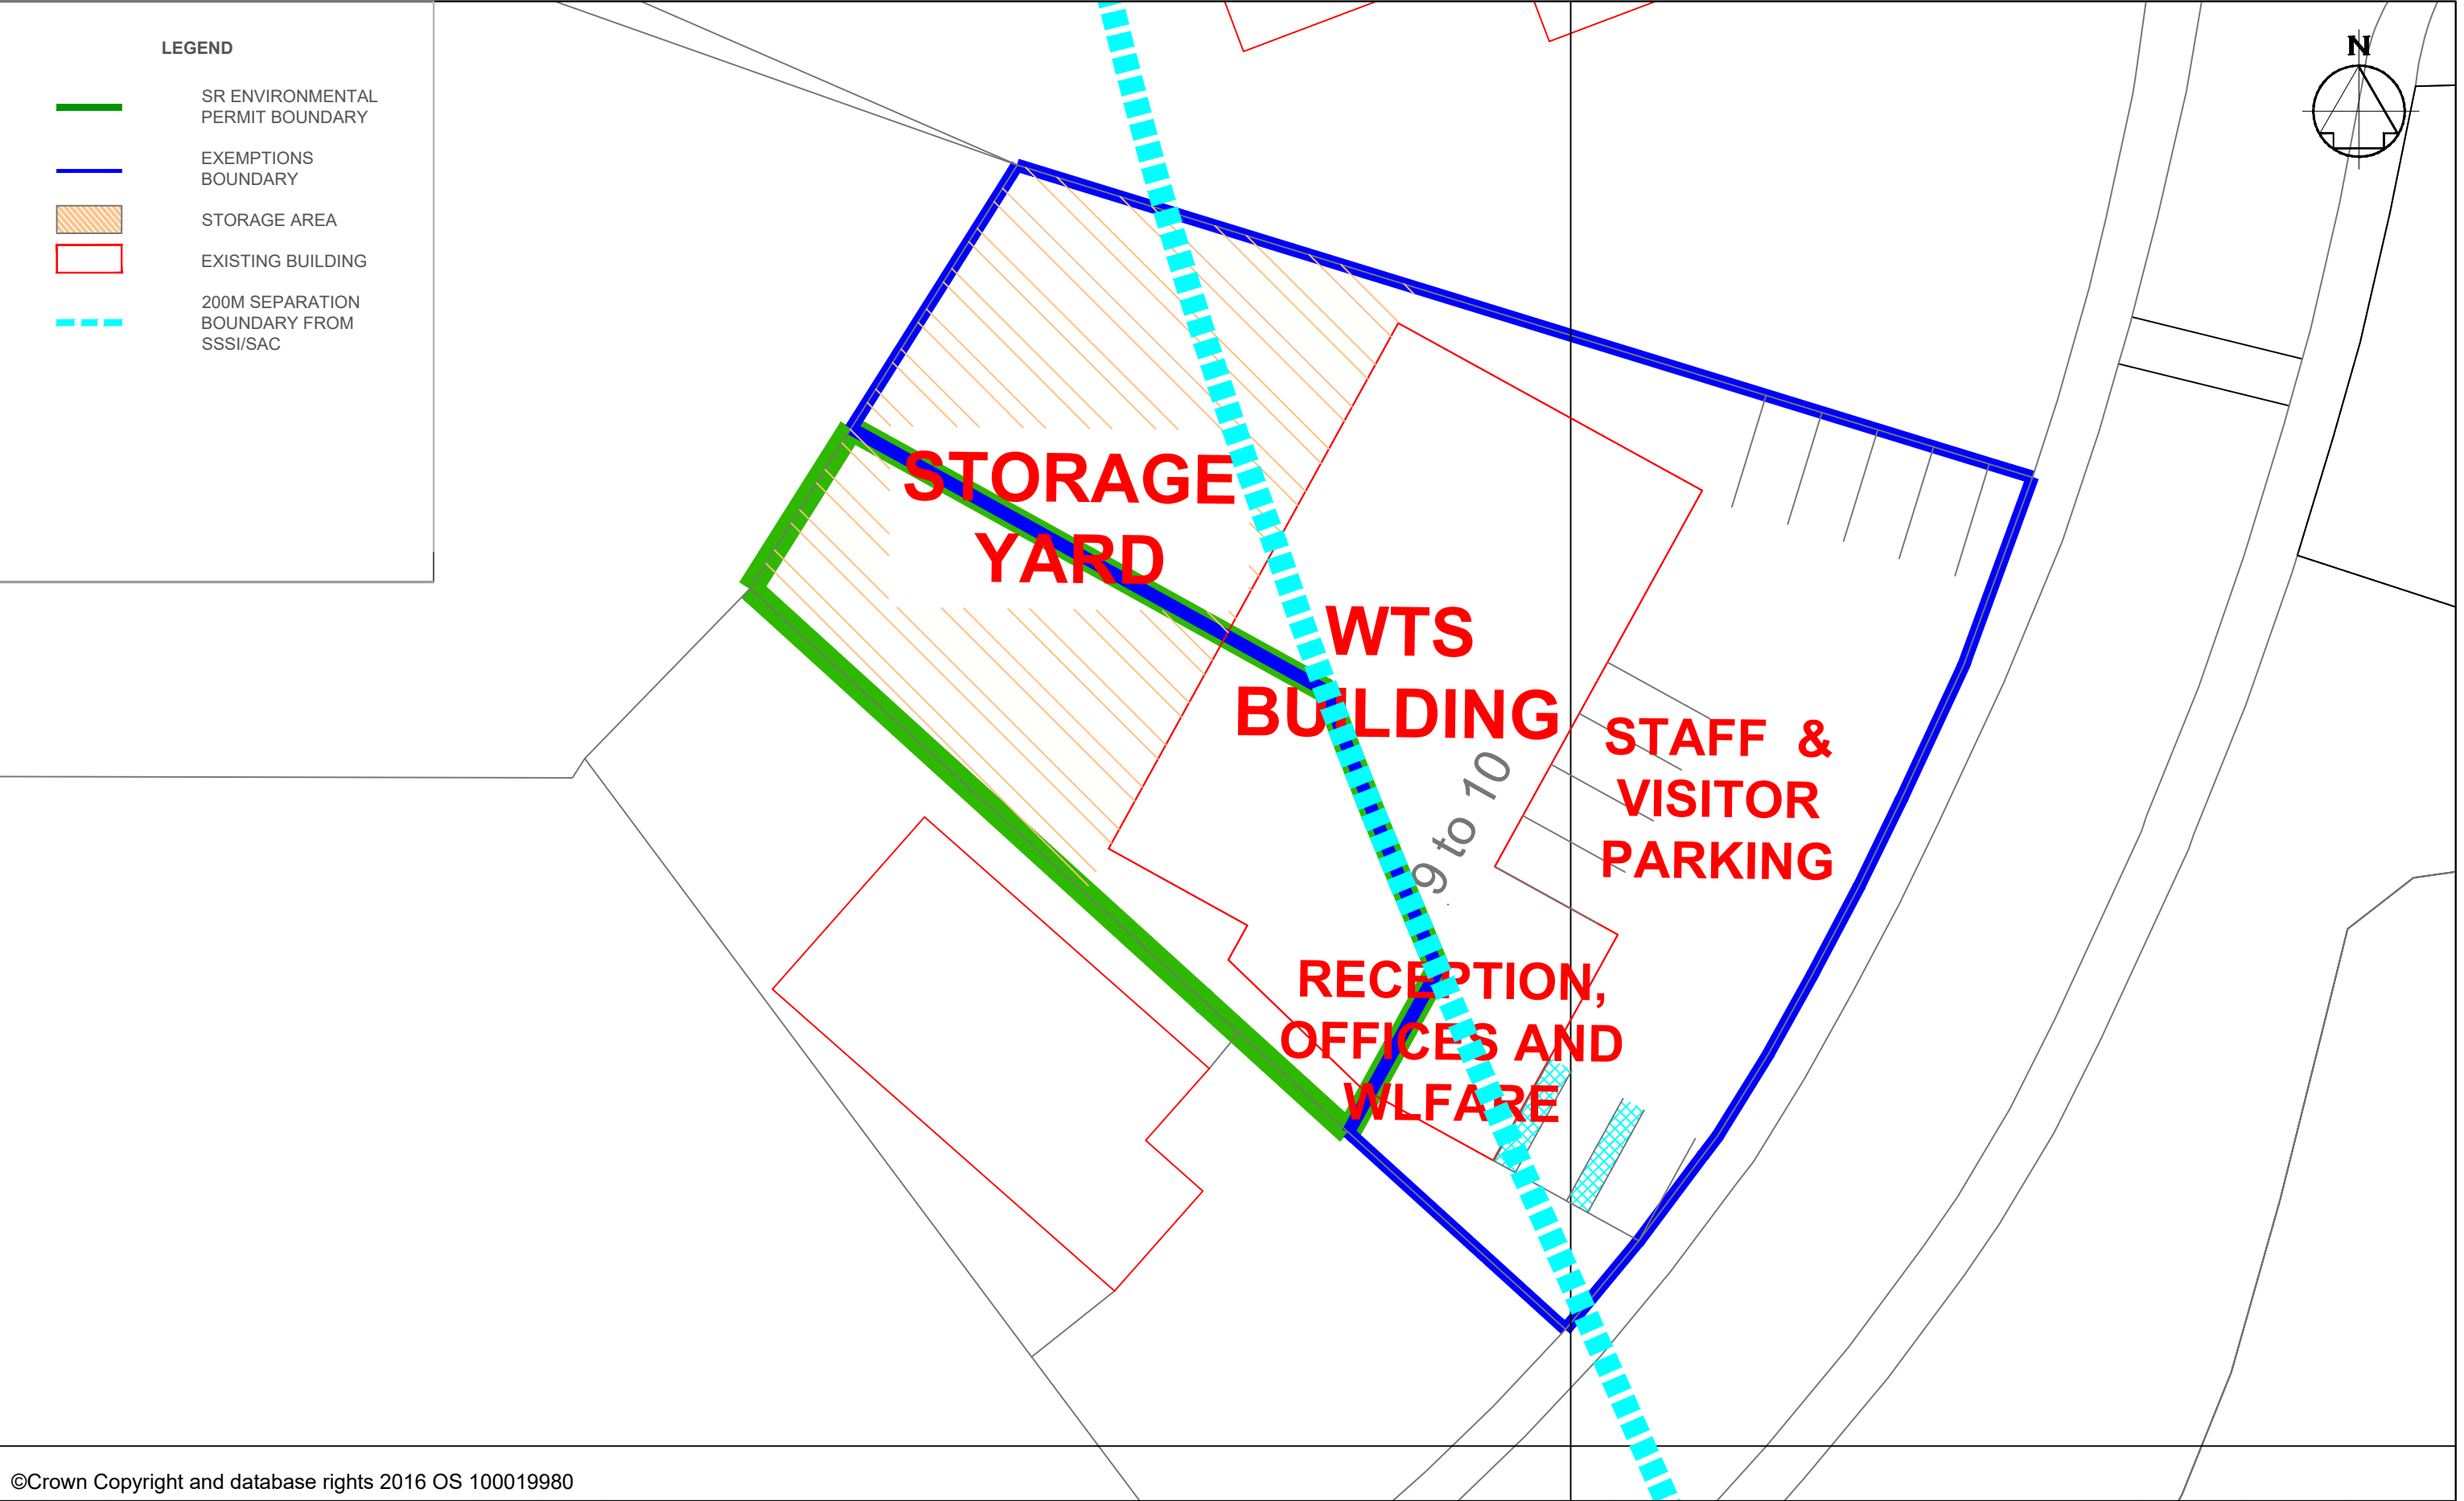 LEGEND
SR ENVIRONMENTAL
PERMIT BOUNDARY
EXEMPTIONS
BOUNDARY
STORAGE AREA
EXISTING BUILDING
200M SEPARATION
BOUNDARY FROM
SSSI/SAC
N
STORAGE
YARD
WTS
BUILDING
9 to 10
STAFF &
VISITOR
PARKING
RECEPTION,
OFFICES AND
WLFARE
©Crown Copyright and database rights 2016 OS 100019980